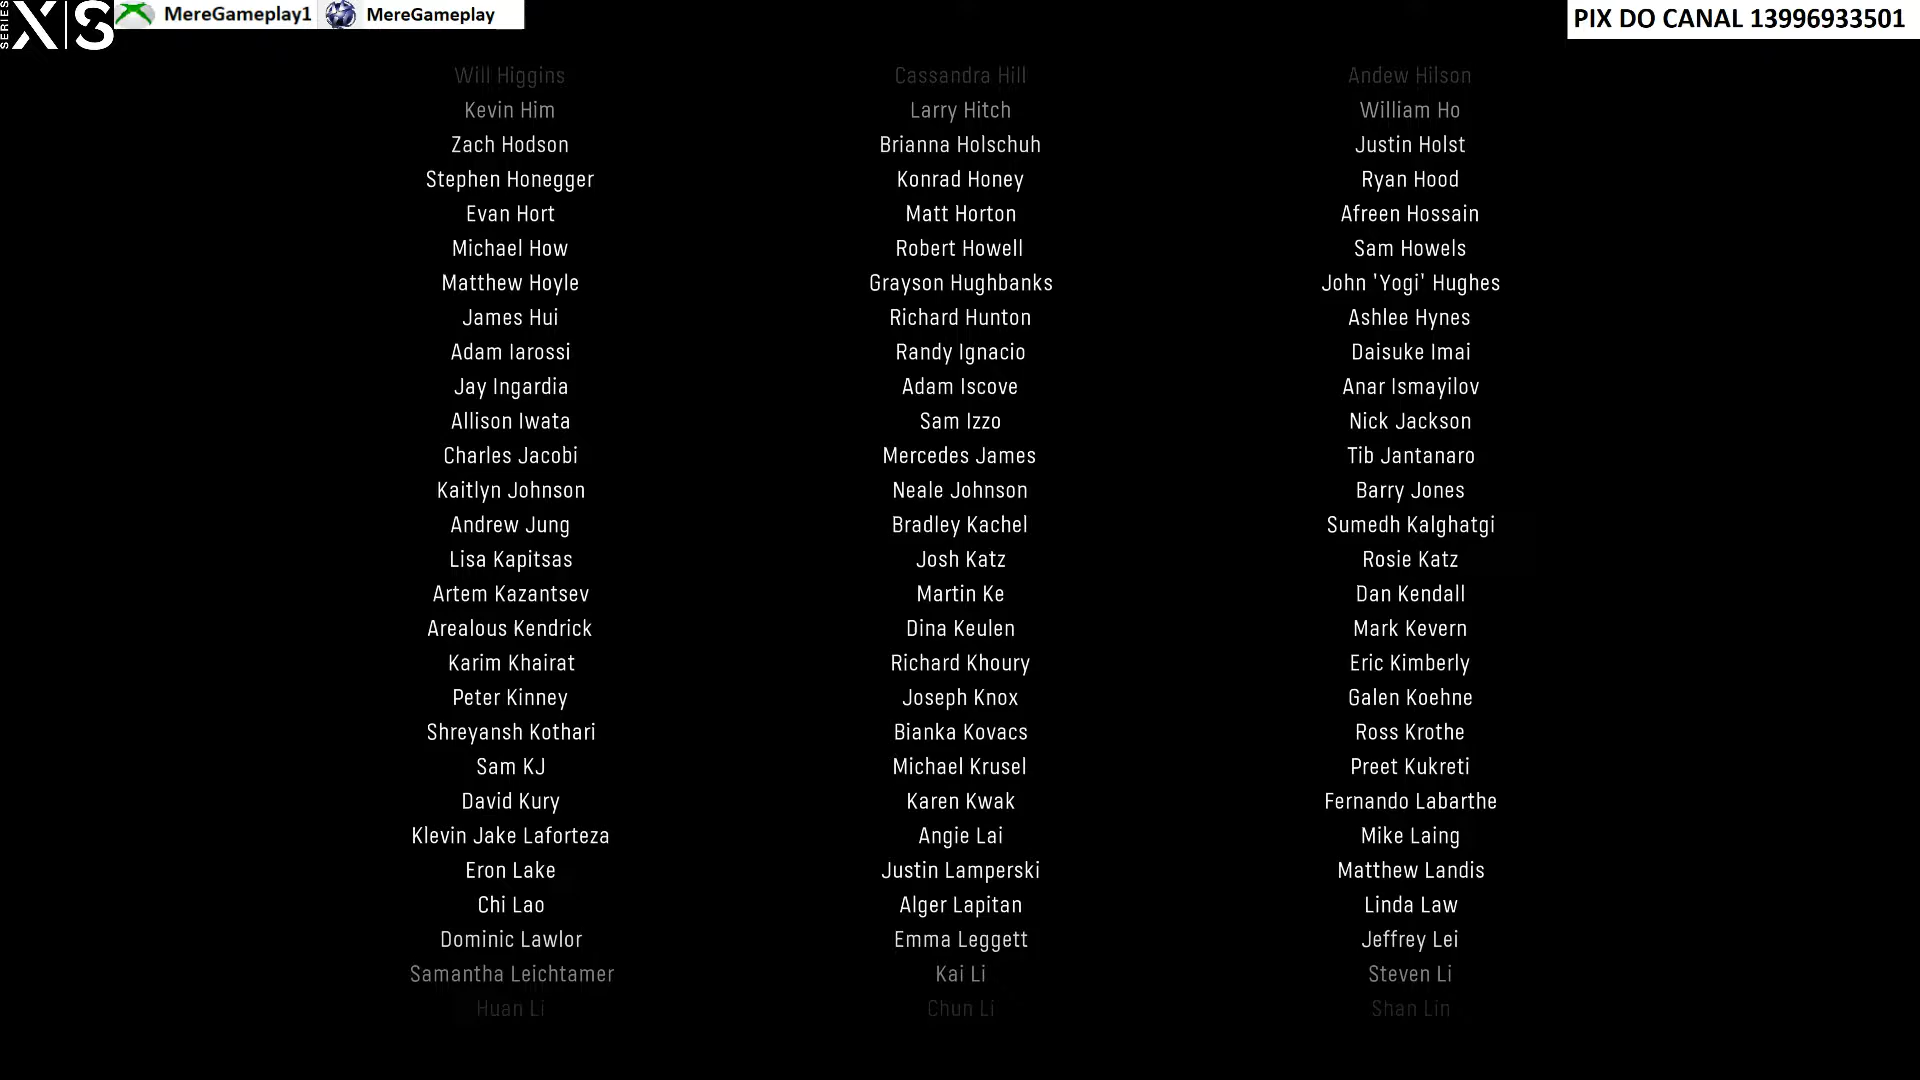 SERIES X|S MereGameplay1 MereGameplay PIX DO CANAL 13996933501
Will Higgins Cassandra Hill Andew Hilson
Kevin Him Larry Hitch William Ho
Zach Hodson Brianna Holschuh Justin Holst
Stephen Honegger Konrad Honey Ryan Hood
Evan Hort Matt Horton Afreen Hossain
Michael How Robert Howell Sam Howels
Matthew Hoyle Grayson Hughbanks John 'Yogi' Hughes
James Hui Richard Hunton Ashlee Hynes
Adam Iarossi Randy Ignacio Daisuke Imai
Jay Ingardia Adam Iscove Anar Ismayilov
Allison Iwata Sam Izzo Nick Jackson
Charles Jacobi Mercedes James Tib Jantanaro
Kaitlyn Johnson Neale Johnson Barry Jones
Andrew Jung Bradley Kachel Sumedh Kalghatgi
Lisa Kapitsas Josh Katz Rosie Katz
Artem Kazantsev Martin Ke Dan Kendall
Arealous Kendrick Dina Keulen Mark Kevern
Karim Khairat Richard Khoury Eric Kimberly
Peter Kinney Joseph Knox Galen Koehne
Shreyansh Kothari Bianka Kovacs Ross Krothe
Sam KJ Michael Krusel Preet Kukreti
David Kury Karen Kwak Fernando Labarthe
Klevin Jake Laforteza Angie Lai Mike Laing
Eron Lake Justin Lamperski Matthew Landis
Chi Lao Alger Lapitan Linda Law
Dominic Lawlor Emma Leggett Jeffrey Lei
Samantha Leichtamer Kai Li Steven Li
Huan Li Chun Li Shan Lin